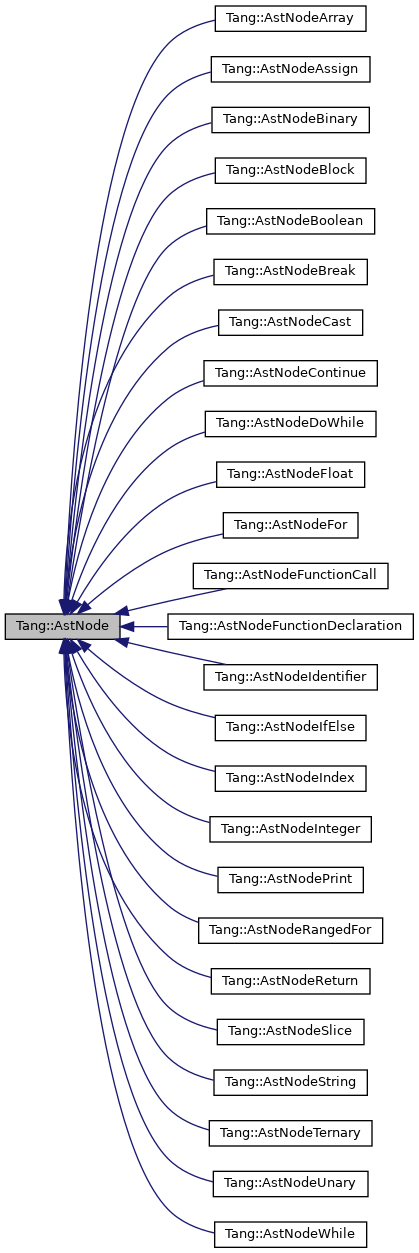 Tang::AstNodeArray
Tang::AstNodeAssign
Tang::AstNodeBinary
Tang::AstNodeBlock
Tang::AstNodeBoolean
Tang::AstNodeBreak
Tang::AstNodeCast
Tang::AstNodeContinue
Tang::AstNodeDoWhile
Tang::AstNodeFloat
Tang::AstNodeFor
Tang::AstNodeFunctionCall
Tang::AstNode
Tang::AstNodeFunctionDeclaration
Tang::AstNodeIdentifier
Tang::AstNodeIfElse
Tang::AstNodeIndex
Tang::AstNodeInteger
Tang::AstNodePrint
Tang::AstNodeRangedFor
Tang::AstNodeReturn
Tang::AstNodeSlice
Tang::AstNodeString
Tang::AstNodeTernary
Tang::AstNodeUnary
Tang::AstNodeWhile